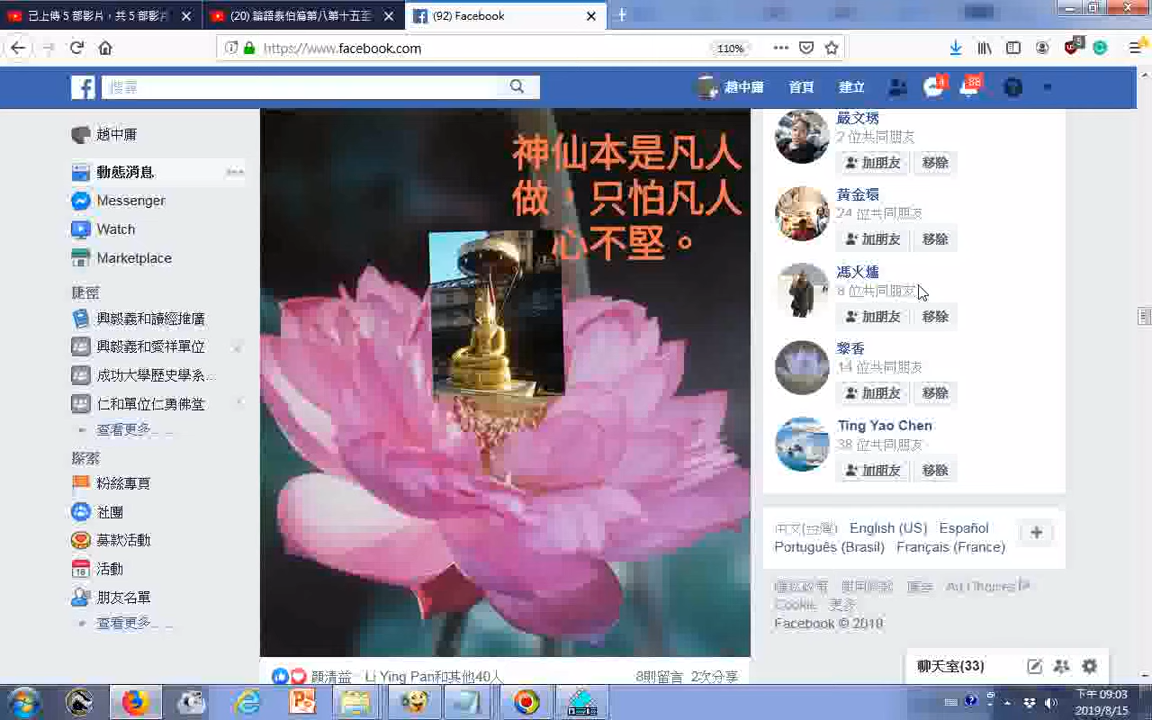 己上傳 5 部影片，共 5 部影片
(20) 論語泰伯篇第八第十五至
(92) Facebook
https://www.facebook.com
110%
搜尋
趙中庸
首頁
建立
4
88
趙中庸
動態消息
Messenger
Watch
Marketplace
捷徑
興毅義和讀經推廣
興毅義和愛祥單位
成功大學歷史學系...
仁和單位仁勇佛堂
查看更多...
探索
粉絲專頁
社團
募款活動
活動
朋友名單
查看更多...
神仙本是凡人
做，只怕凡人
心不堅。
顧清益、Li Ying Pan和其他40人
8則留言 2次分享
嚴文琇
2 位共同朋友
加朋友 移除
黃金環
24 位共同朋友
加朋友 移除
馮火爐
8 位共同朋友
加朋友 移除
黎香
14 位共同朋友
加朋友 移除
Ting Yao Chen
38 位共同朋友
加朋友 移除
中文(台灣) English (US) Español
Português (Brasil) Français (France)
隱私政策 使用條款 廣告 Ad Choices
Cookie 更多
Facebook © 2019
聊天室(33)
下午 09:03
2019/8/15